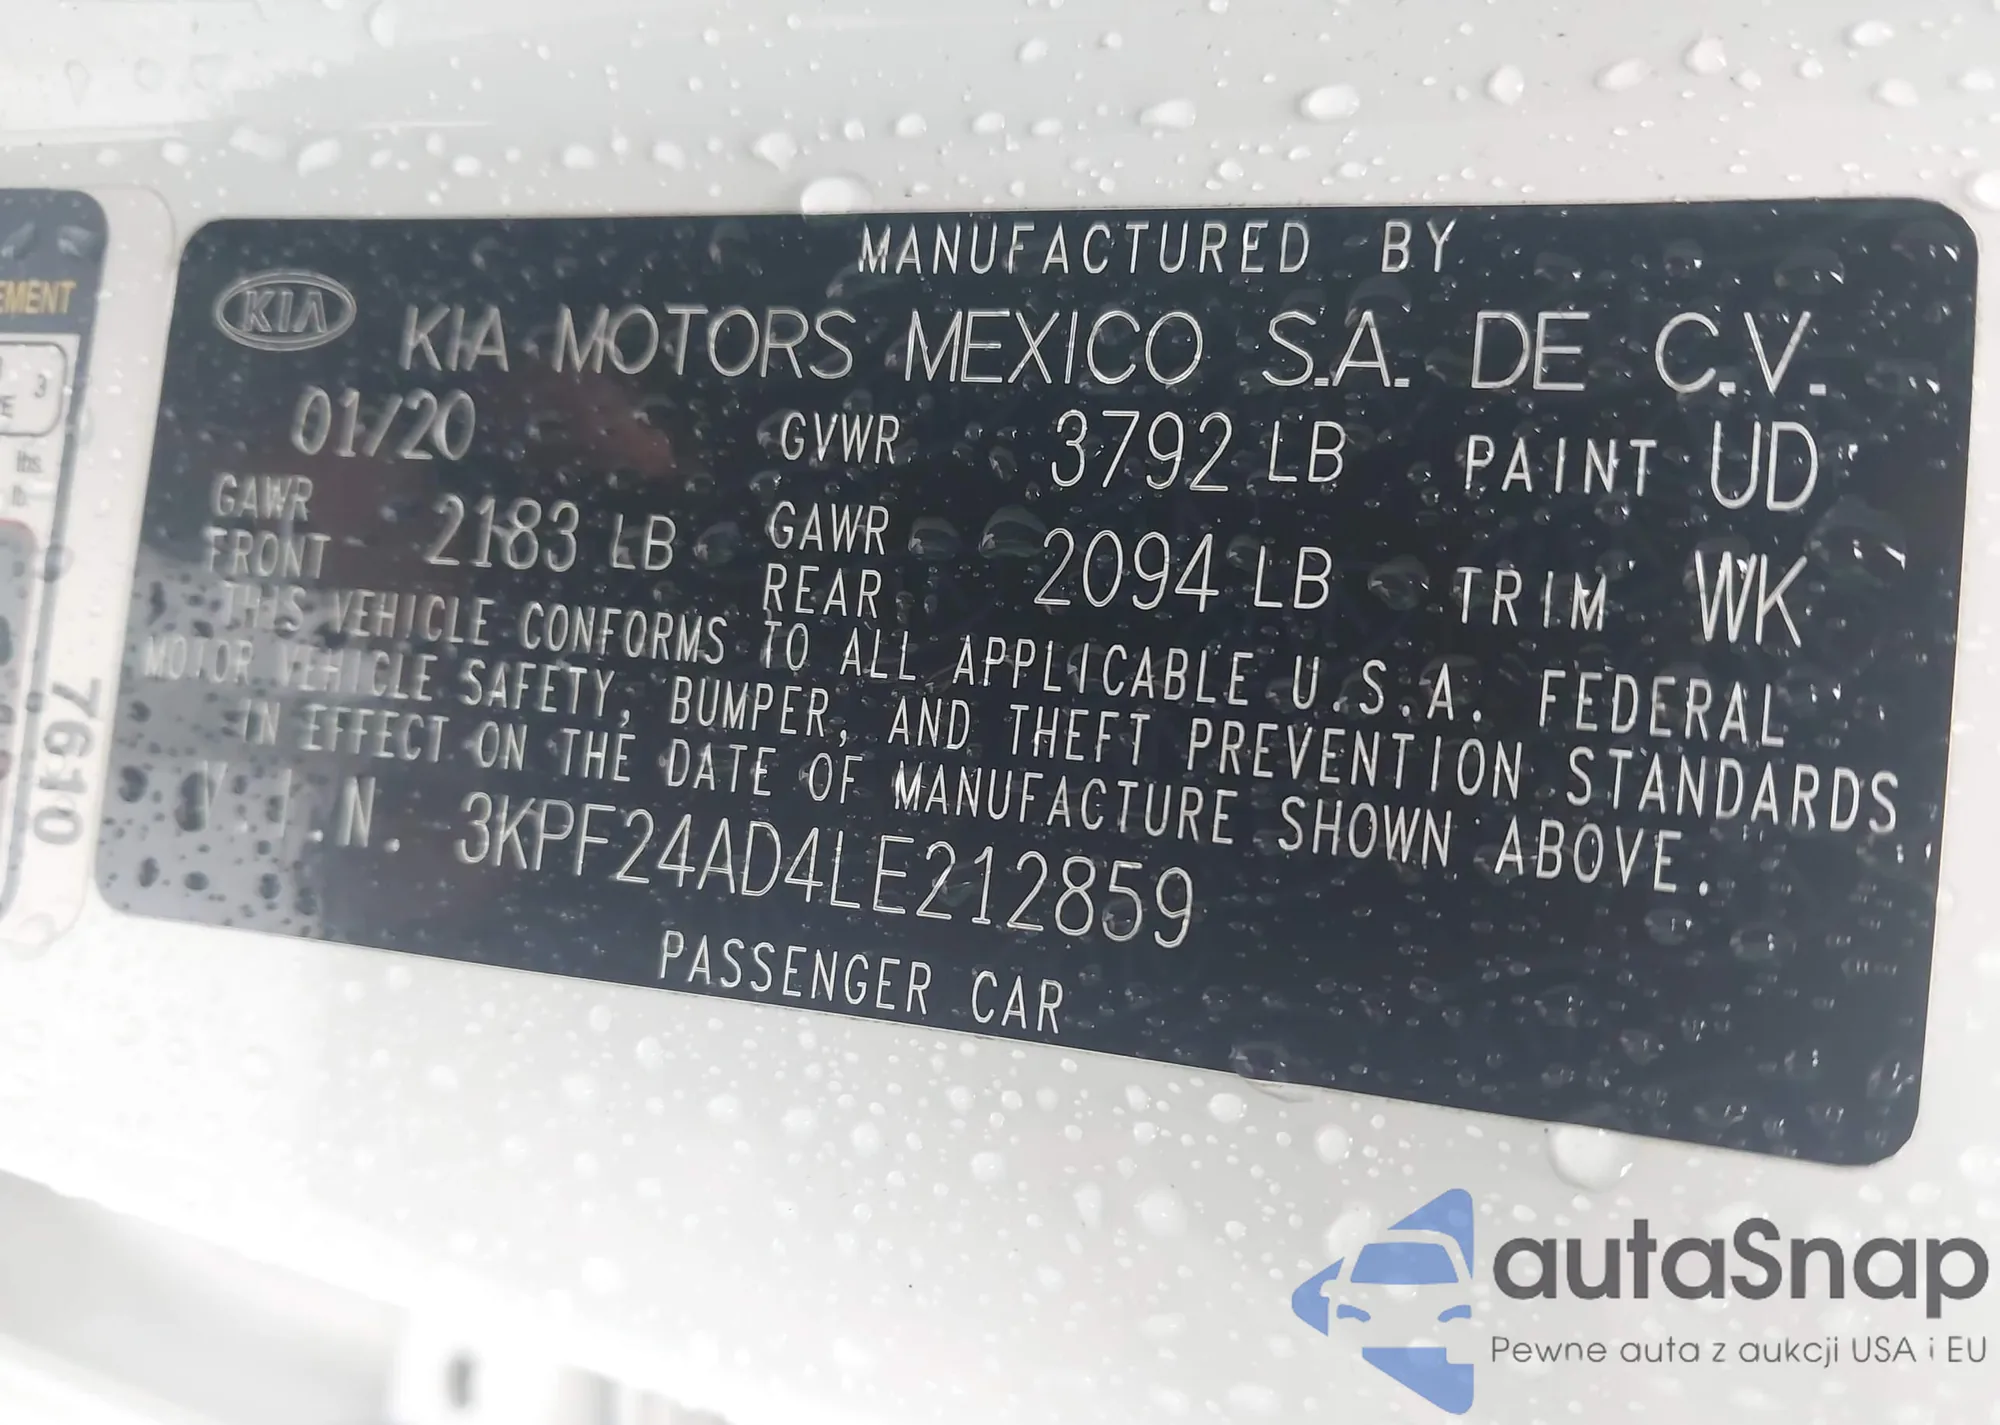 MANUFACTURED BY
KIA KIA MOTORS MEXICO S.A. DE C.V.
01/20 GVWR 3792 LB PAINT UD
GAWR FRONT 2183 LB GAWR REAR 2094 LB TRIM WK
THIS VEHICLE CONFORMS TO ALL APPLICABLE U.S.A. FEDERAL
MOTOR VEHICLE SAFETY, BUMPER, AND THEFT PREVENTION STANDARDS
IN EFFECT ON THE DATE OF MANUFACTURE SHOWN ABOVE.
V.I.N. 3KPF24AD4LE212859
PASSENGER CAR
EMENT
3
lbs.
7610
autaSnap
Pewne auta z aukcji USA i EU